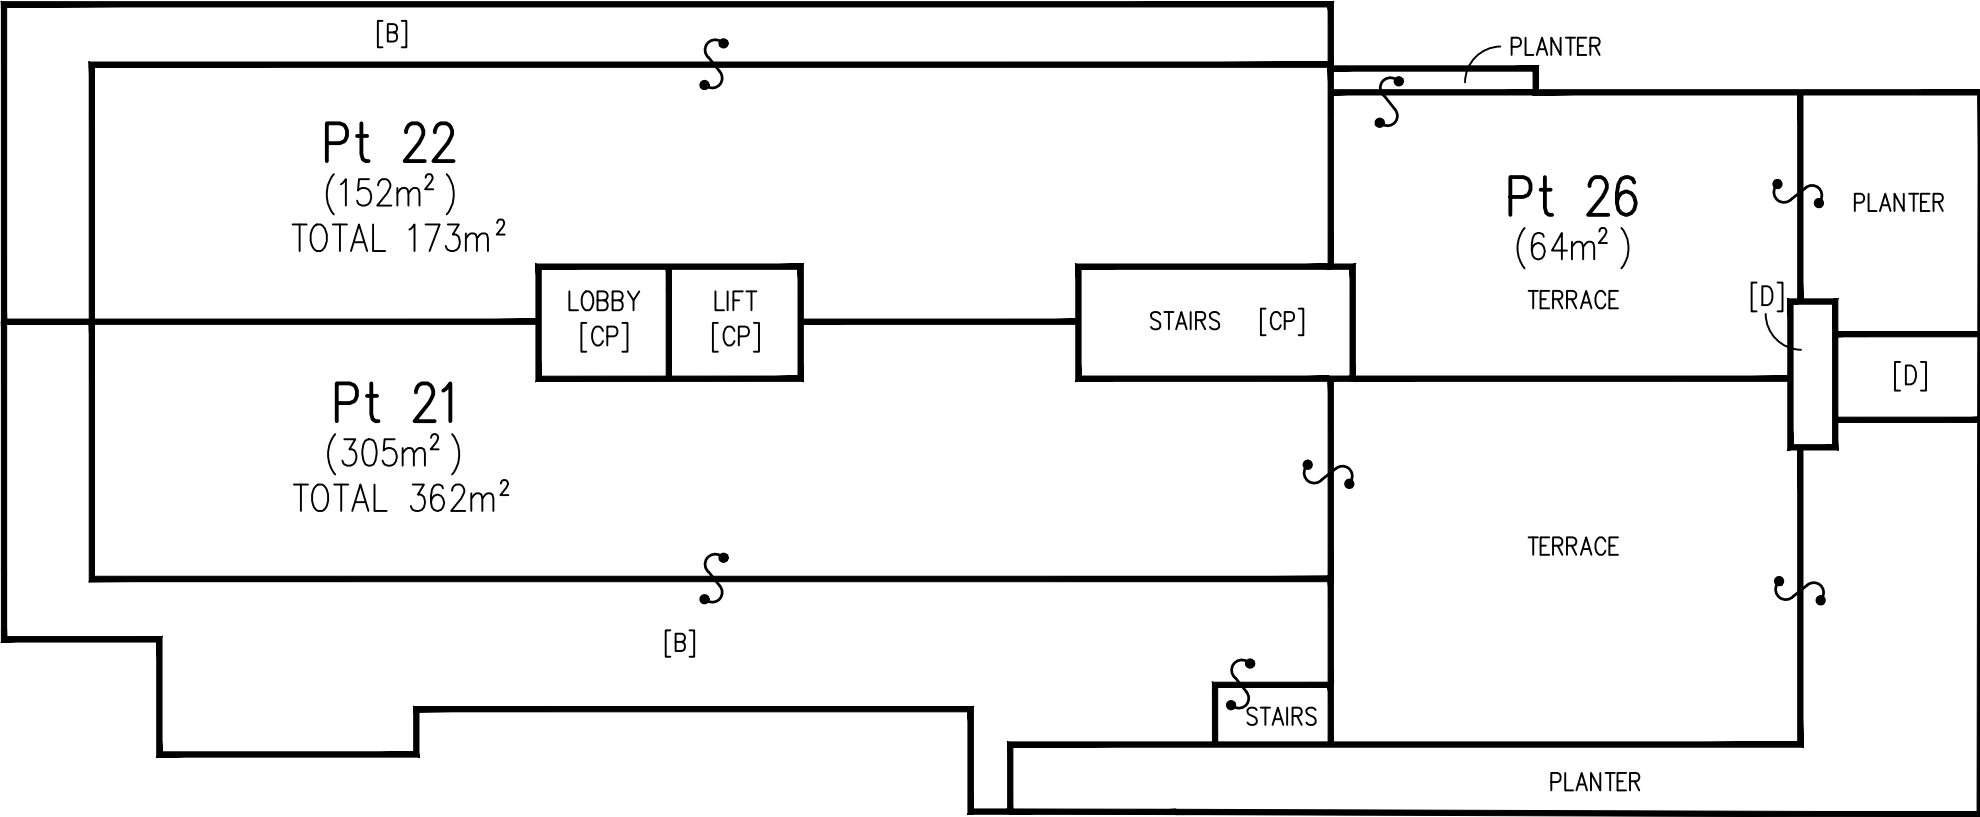 [B]
PLANTER
Pt 22
(152m²)
TOTAL 173m²
Pt 26
(64m²)
TERRACE
PLANTER
[D]
LOBBY
[CP]
LIFT
[CP]
STAIRS [CP]
[D]
Pt 21
(305m²)
TOTAL 362m²
TERRACE
[B]
STAIRS
PLANTER